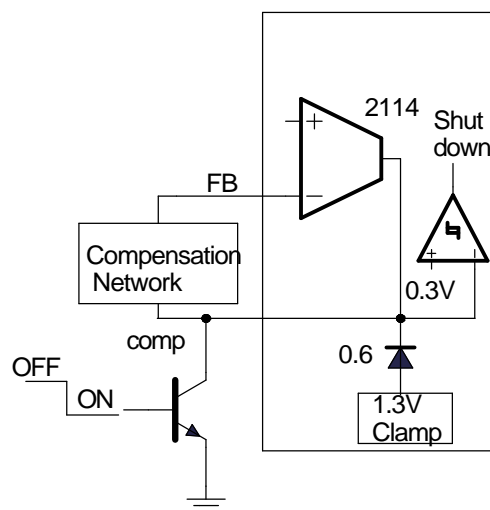 2114
Shut
down
+
FB
−
Compensation
Network
+
−
0.3V
comp
0.6
OFF
ON
1.3V
Clamp